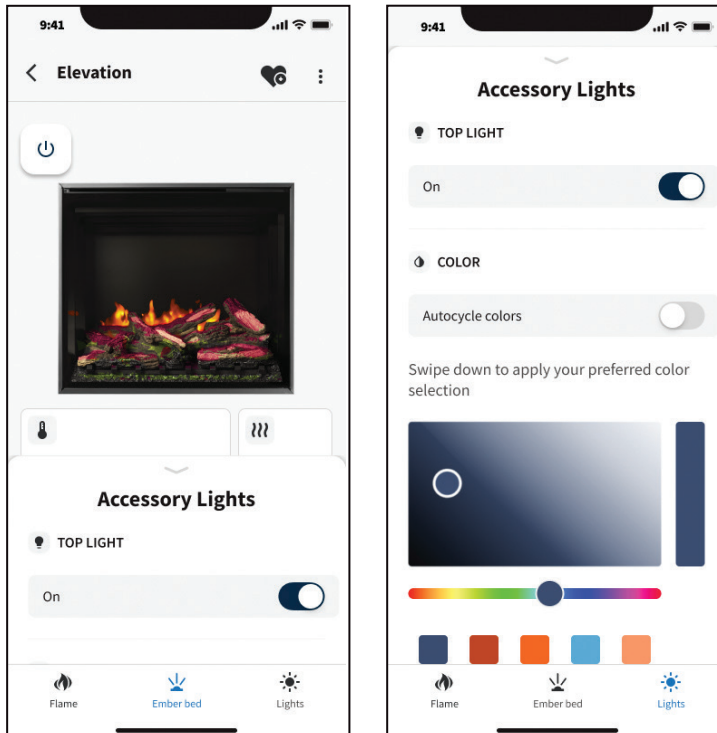 9:41
Elevation
Accessory Lights
TOP LIGHT
On
Flame
Ember bed
Lights
9:41
Accessory Lights
TOP LIGHT
On
COLOR
Autocycle colors
Swipe down to apply your preferred color
selection
Flame
Ember bed
Lights